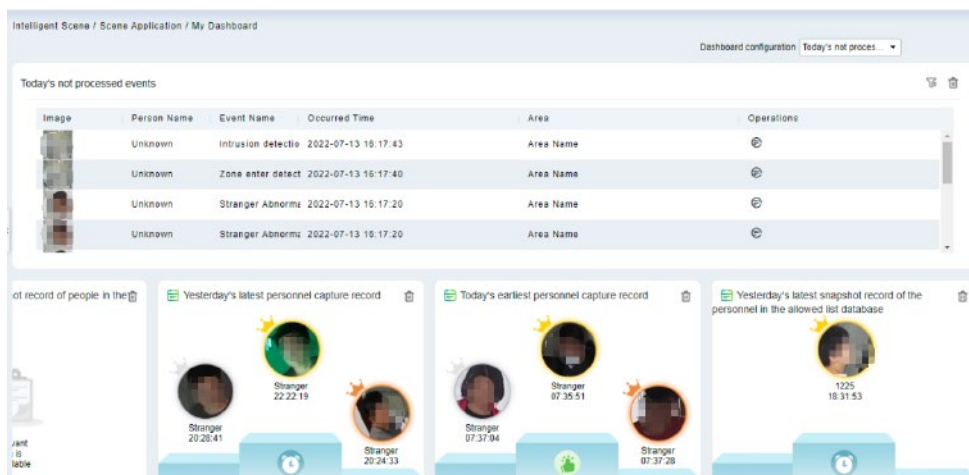 Intelligent Scene / Scene Application / My Dashboard
Dashboard configuration Today's not proces...
Today's not processed events
Image Person Name Event Name Occurred Time Area Operations
Unknown Intrusion detectio 2022-07-13 16:17:43 Area Name
Unknown Zone enter detect 2022-07-13 16:17:40 Area Name
Unknown Stranger Abnorma 2022-07-13 16:17:20 Area Name
Unknown Stranger Abnorma 2022-07-13 16:17:20 Area Name
ot record of people in the
vant
is
lable
Yesterday's latest personnel capture record
Stranger
22:22:19
Stranger
20:28:41
Stranger
20:24:33
Today's earliest personnel capture record
Stranger
07:35:51
Stranger
07:37:04
Stranger
07:37:28
Yesterday's latest snapshot record of the
personnel in the allowed list database
1225
18:31:53